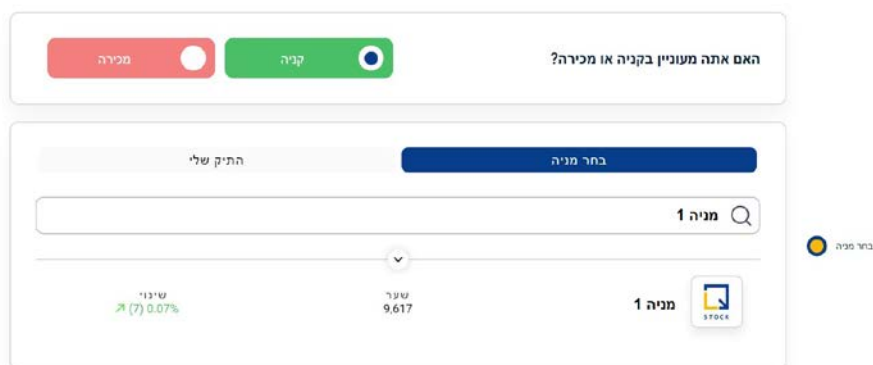 האם אתה מעוניין בקניה או מכירה?
קניה
מכירה
בחר מניה
התיק שלי
מניה 1
בחר מניה
STOCK
מניה 1
שער
9,617
שינוי
(7) 0.07%